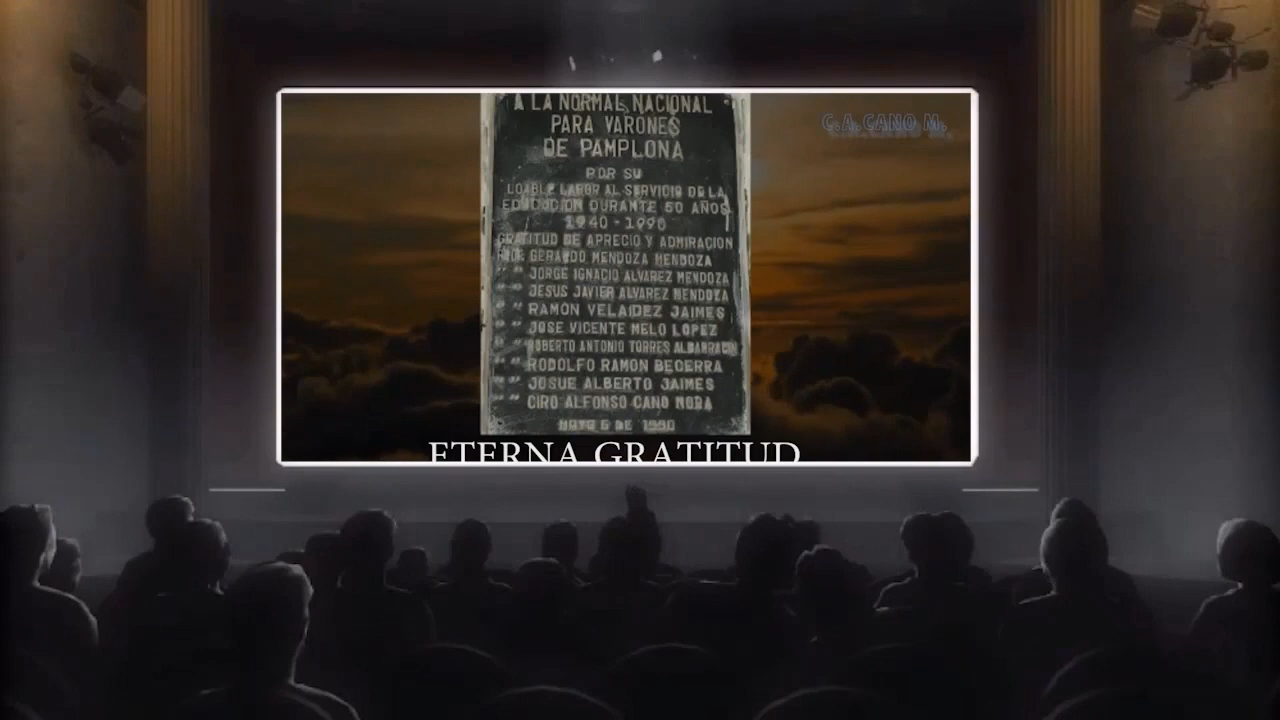 A LA NORMAL NACIONAL
PARA VARONES
DE PAMPLONA
C.A.CANO M.
POR SU
LOABLE LABOR AL SERVICIO DE LA
EDUCACION DURANTE 50 AÑOS
1940 - 1990
GRATITUD DE APRECIO Y ADMIRACION
GERARDO MENDOZA MENDOZA
" " JORGE IGNACIO ALVAREZ MENDOZA
" " JESUS JAVIER ALVAREZ MENDOZA
" " RAMON VELAIDEZ JAIMES
" " JOSE VICENTE MELO LOPEZ
" " ROBERTO ANTONIO TORRES ALBARRACIN
" " RODOLFO RAMON BECERRA
" " JOSUE ALBERTO JAIMES
" " CIRO ALFONSO CANO MORA
DE 1990
ETERNA GRATITUD